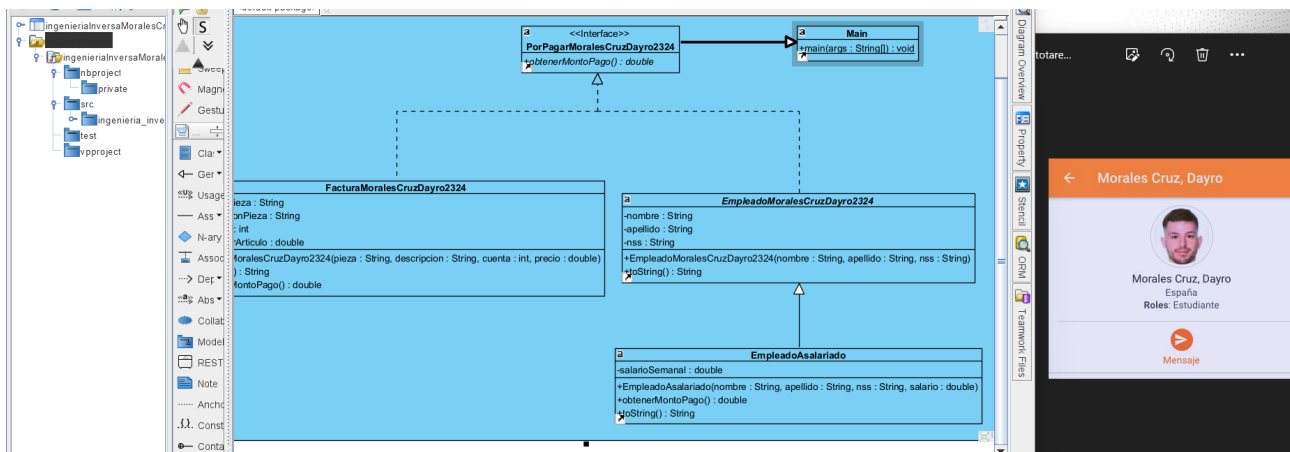 ingenieriaInversaMoralesCr
ingenieriaInversaMorale
nbproject
private
src
ingenieria_inve
test
vpproject
S
Sweep
Magn
Gestu
Cla
Ger
Usage
Ass
N-ary
Assoc
Dep
Abs
Collab
Model
REST
Note
Ancho
Const
Conta
a
<<Interface>>
PorPagarMoralesCruzDayro2324
+obtenerMontoPago() : double
a
Main
+main(args : String[]) : void
FacturaMoralesCruzDayro2324
ieza : String
onPieza : String
: int
rArticulo : double
MoralesCruzDayro2324(pieza : String, descripcion : String, cuenta : int, precio : double)
) : String
MontoPago() : double
a
EmpleadoMoralesCruzDayro2324
-nombre : String
-apellido : String
-nss : String
+EmpleadoMoralesCruzDayro2324(nombre : String, apellido : String, nss : String)
+toString() : String
a
EmpleadoAsalariado
-salarioSemanal : double
+EmpleadoAsalariado(nombre : String, apellido : String, nss : String, salario : double)
+obtenerMontoPago() : double
+toString() : String
Diagram Overview
Property
Stencil
ORM
Teamwork Files
totare...
Morales Cruz, Dayro
Morales Cruz, Dayro
España
Roles: Estudiante
Mensaje